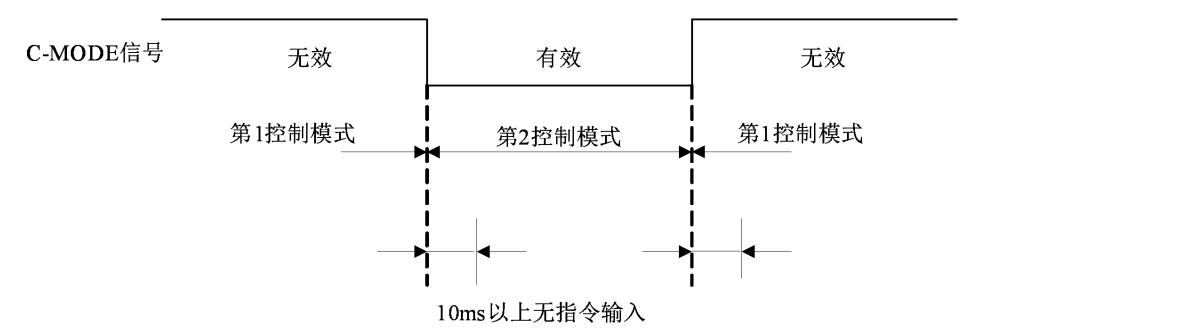 C-MODE信号
无效
有效
无效
第1控制模式
第2控制模式
第1控制模式
10ms以上无指令输入